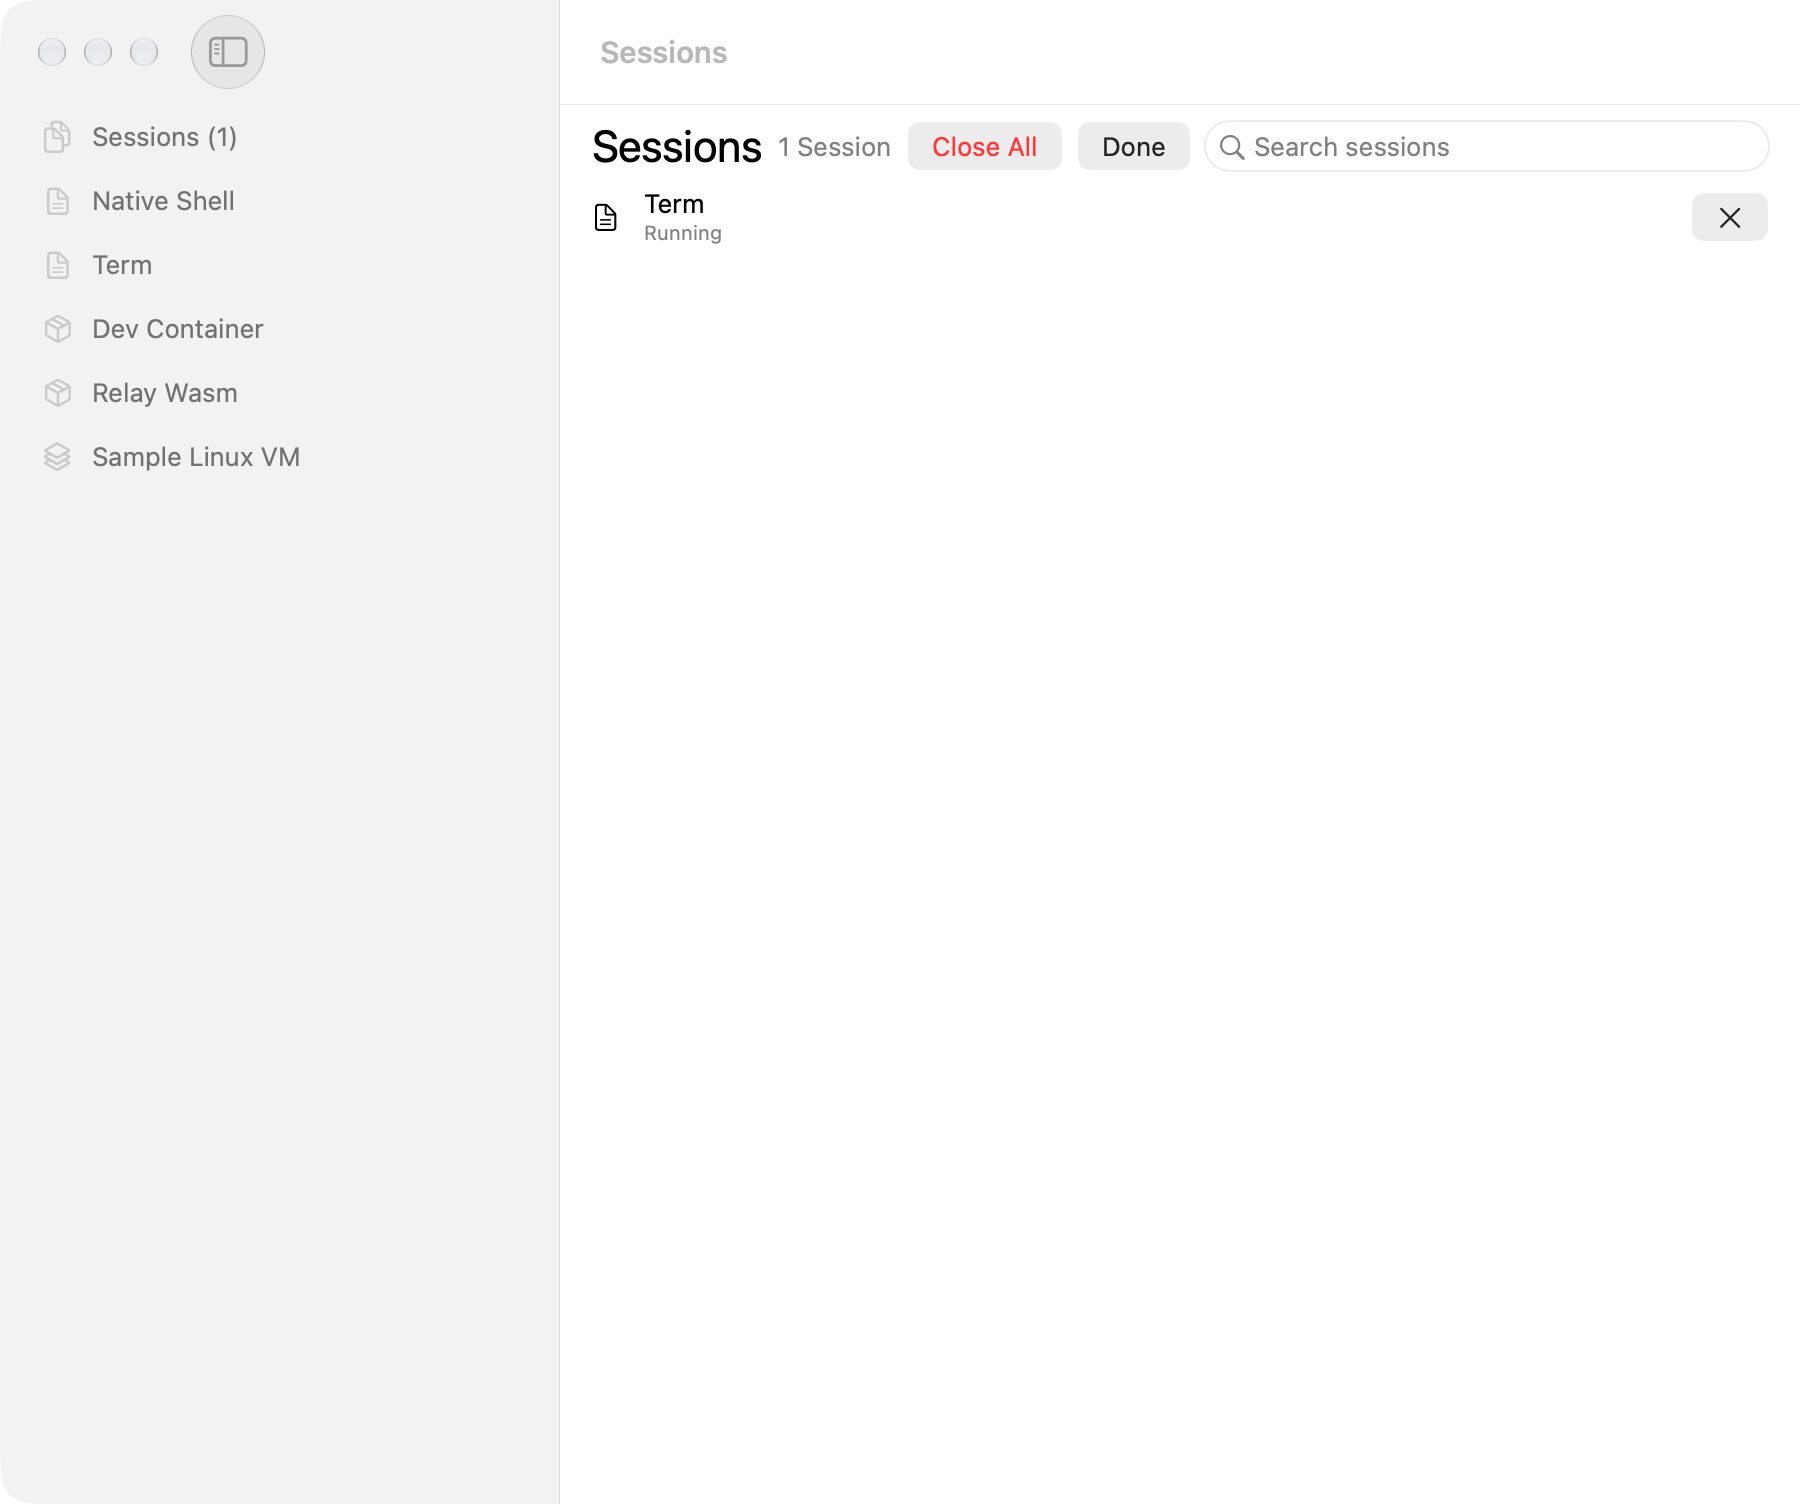 Sessions (1)
Native Shell
Term
Dev Container
Relay Wasm
Sample Linux VM
Sessions
Sessions 1 Session Close All Done Search sessions
Term
Running